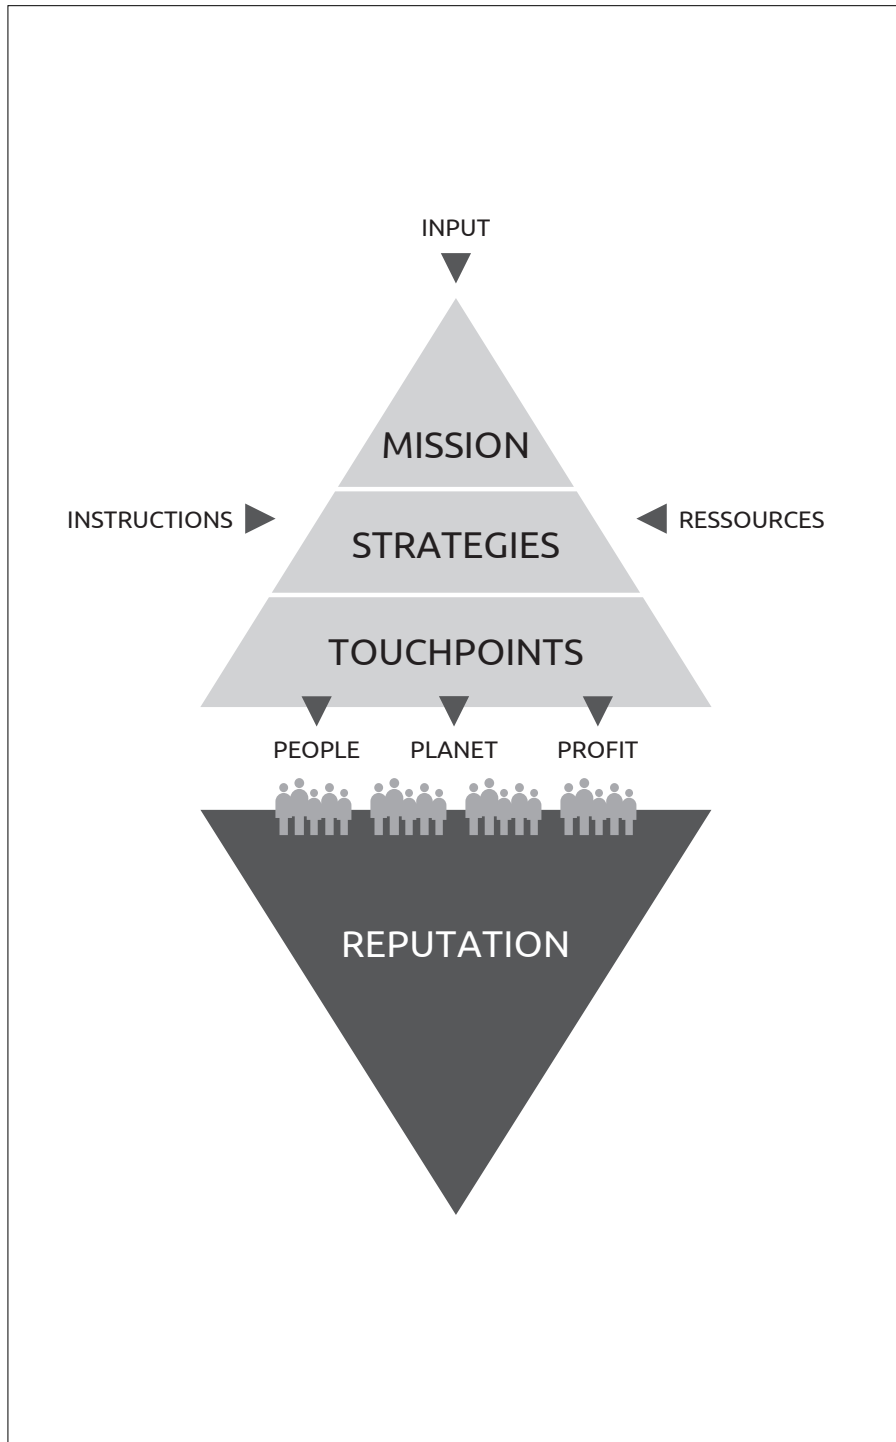 INPUT
MISSION
INSTRUCTIONS
RESSOURCES
STRATEGIES
TOUCHPOINTS
PEOPLE PLANET PROFIT
REPUTATION